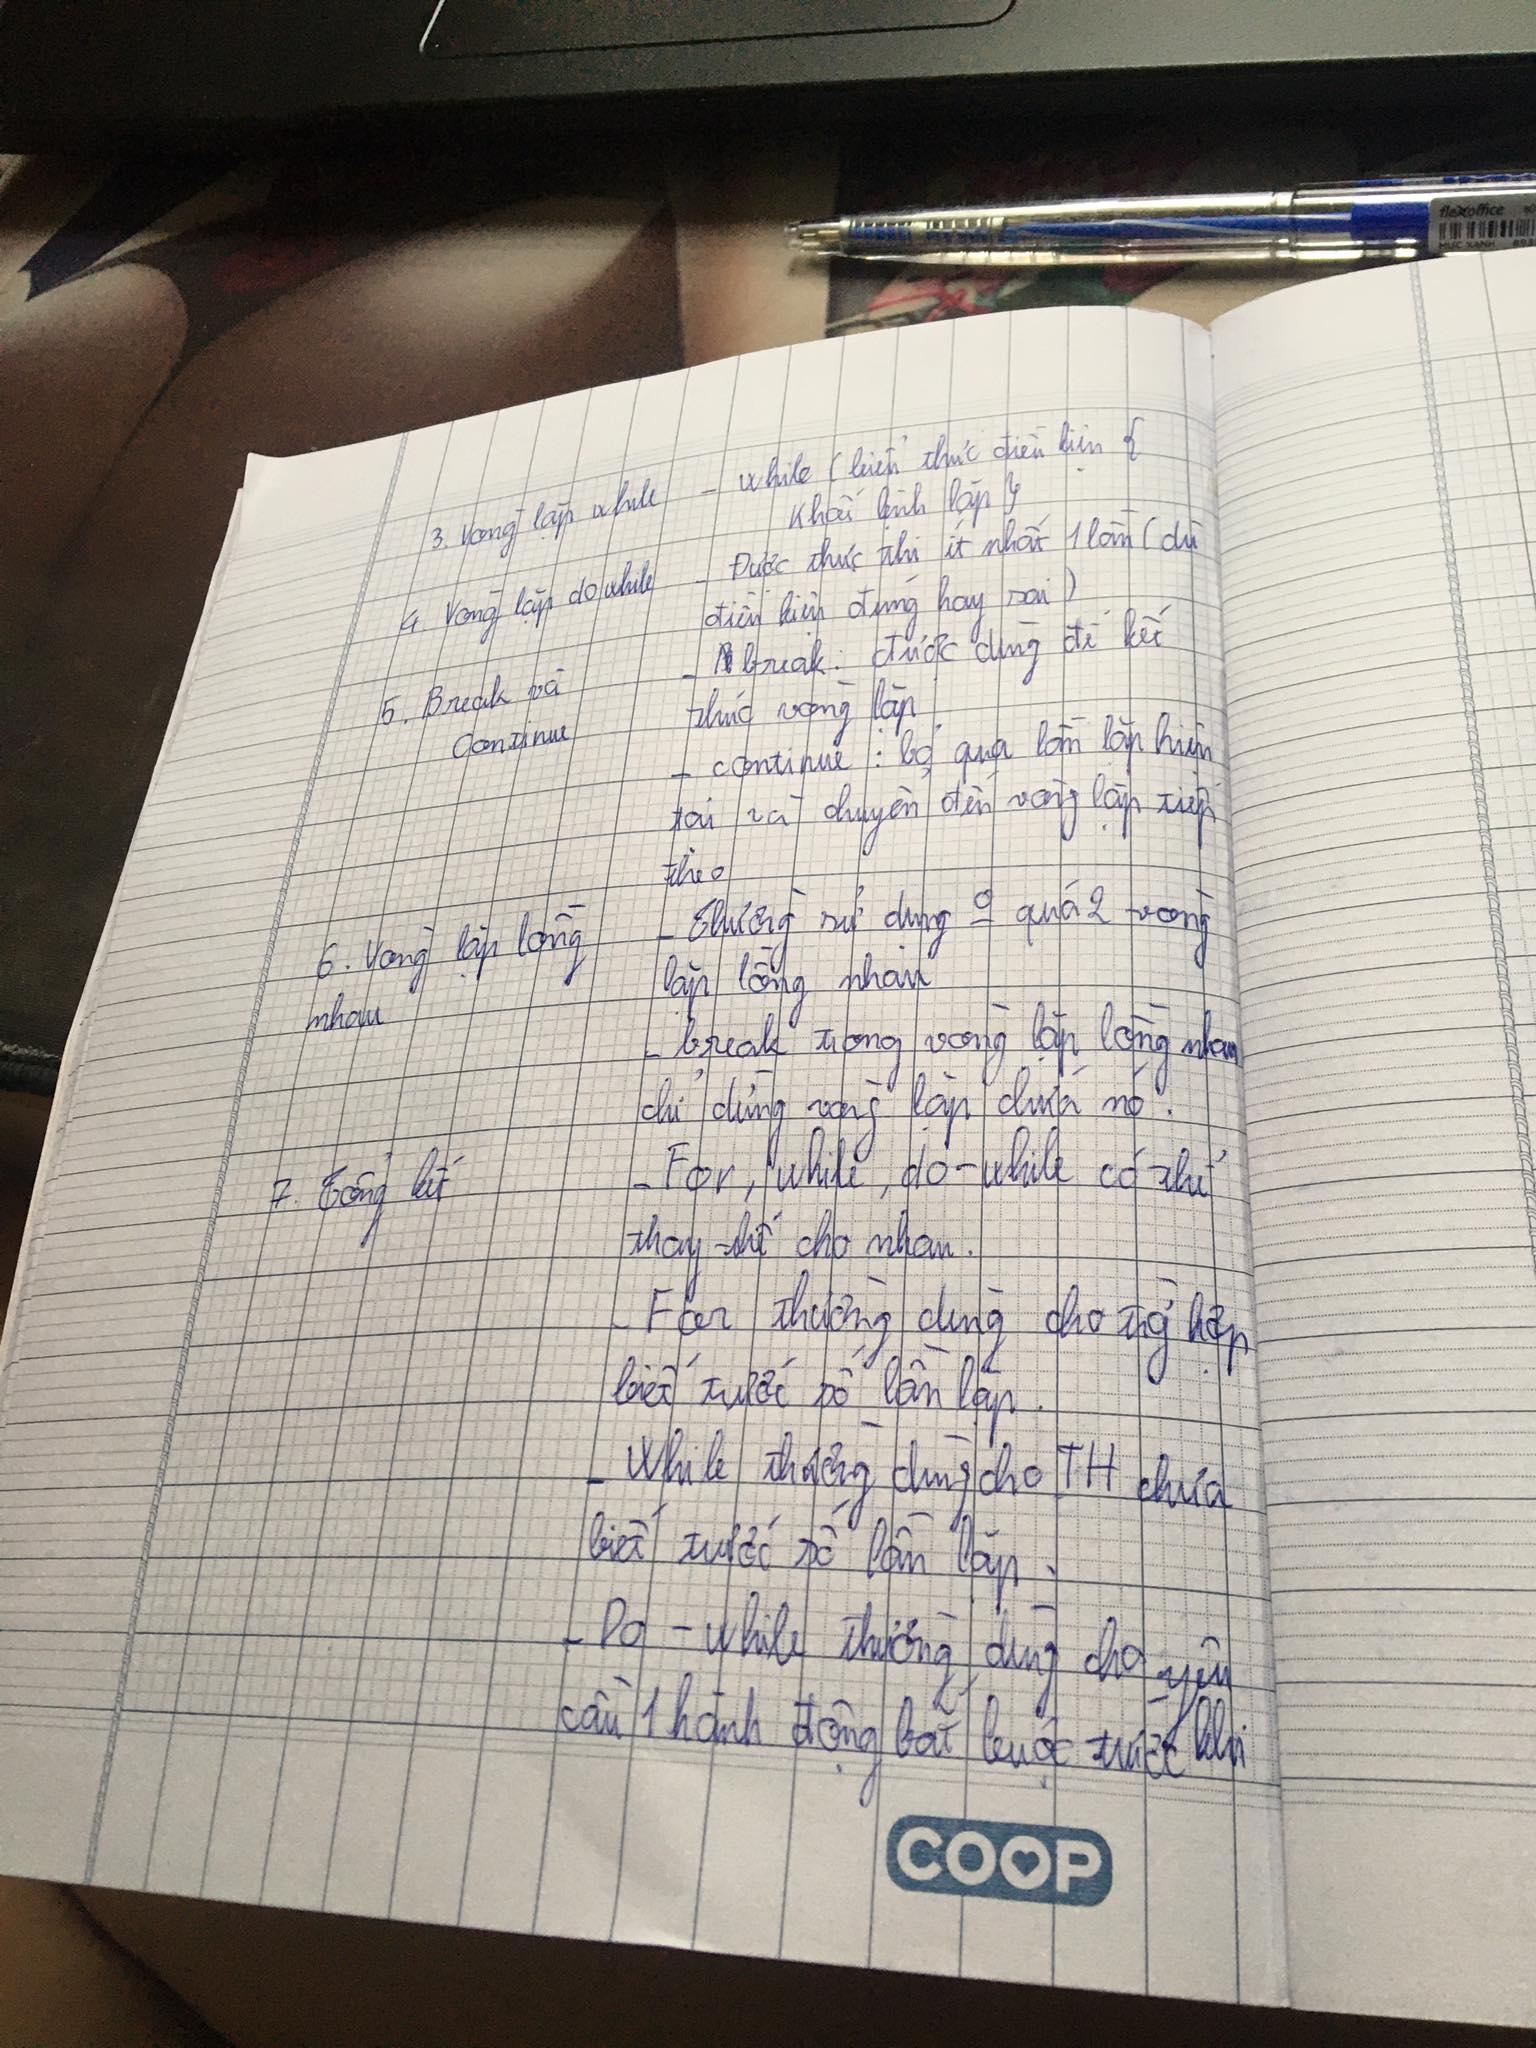 flexoffice
MỰC XANH
3. Vòng lặp while - while (biểu thức điều kiện {
Khối lệnh lặp }
4. Vòng lặp do while - Được thực thi ít nhất 1 lần (dù
điều kiện đúng hay sai)
5. Break và - break: được dùng để kết
Continue thúc vòng lặp
- continue: bỏ qua lần lặp hiện
tại và chuyển đến vòng lặp tiếp
theo
6. Vòng lặp lồng - Thường sử dụng quá 2 vòng
nhau lặp lồng nhau
- break trong vòng lặp lồng nhau
chỉ dừng vòng lặp chứa nó.
7. Tổng kết - For, while, do-while có thể
thay thế cho nhau.
- For thường dùng cho hợp
biết trước số lần lặp.
- While thường dùng cho TH chưa
biết trước số lần lặp.
- Do-while thường dùng cho yêu
cầu 1 hành động bắt buộc trước khi
COOP